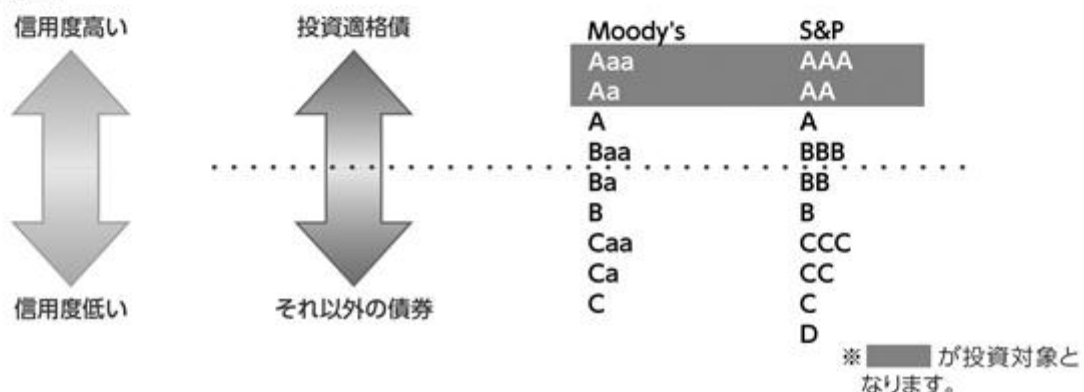 信用度高い
投資適格債
Moody's S&P
Aaa AAA
Aa AA
A A
Baa BBB
Ba BB
B B
Caa CCC
Ca CC
C C
D
信用度低い
それ以外の債券
※ が投資対象と
なります。